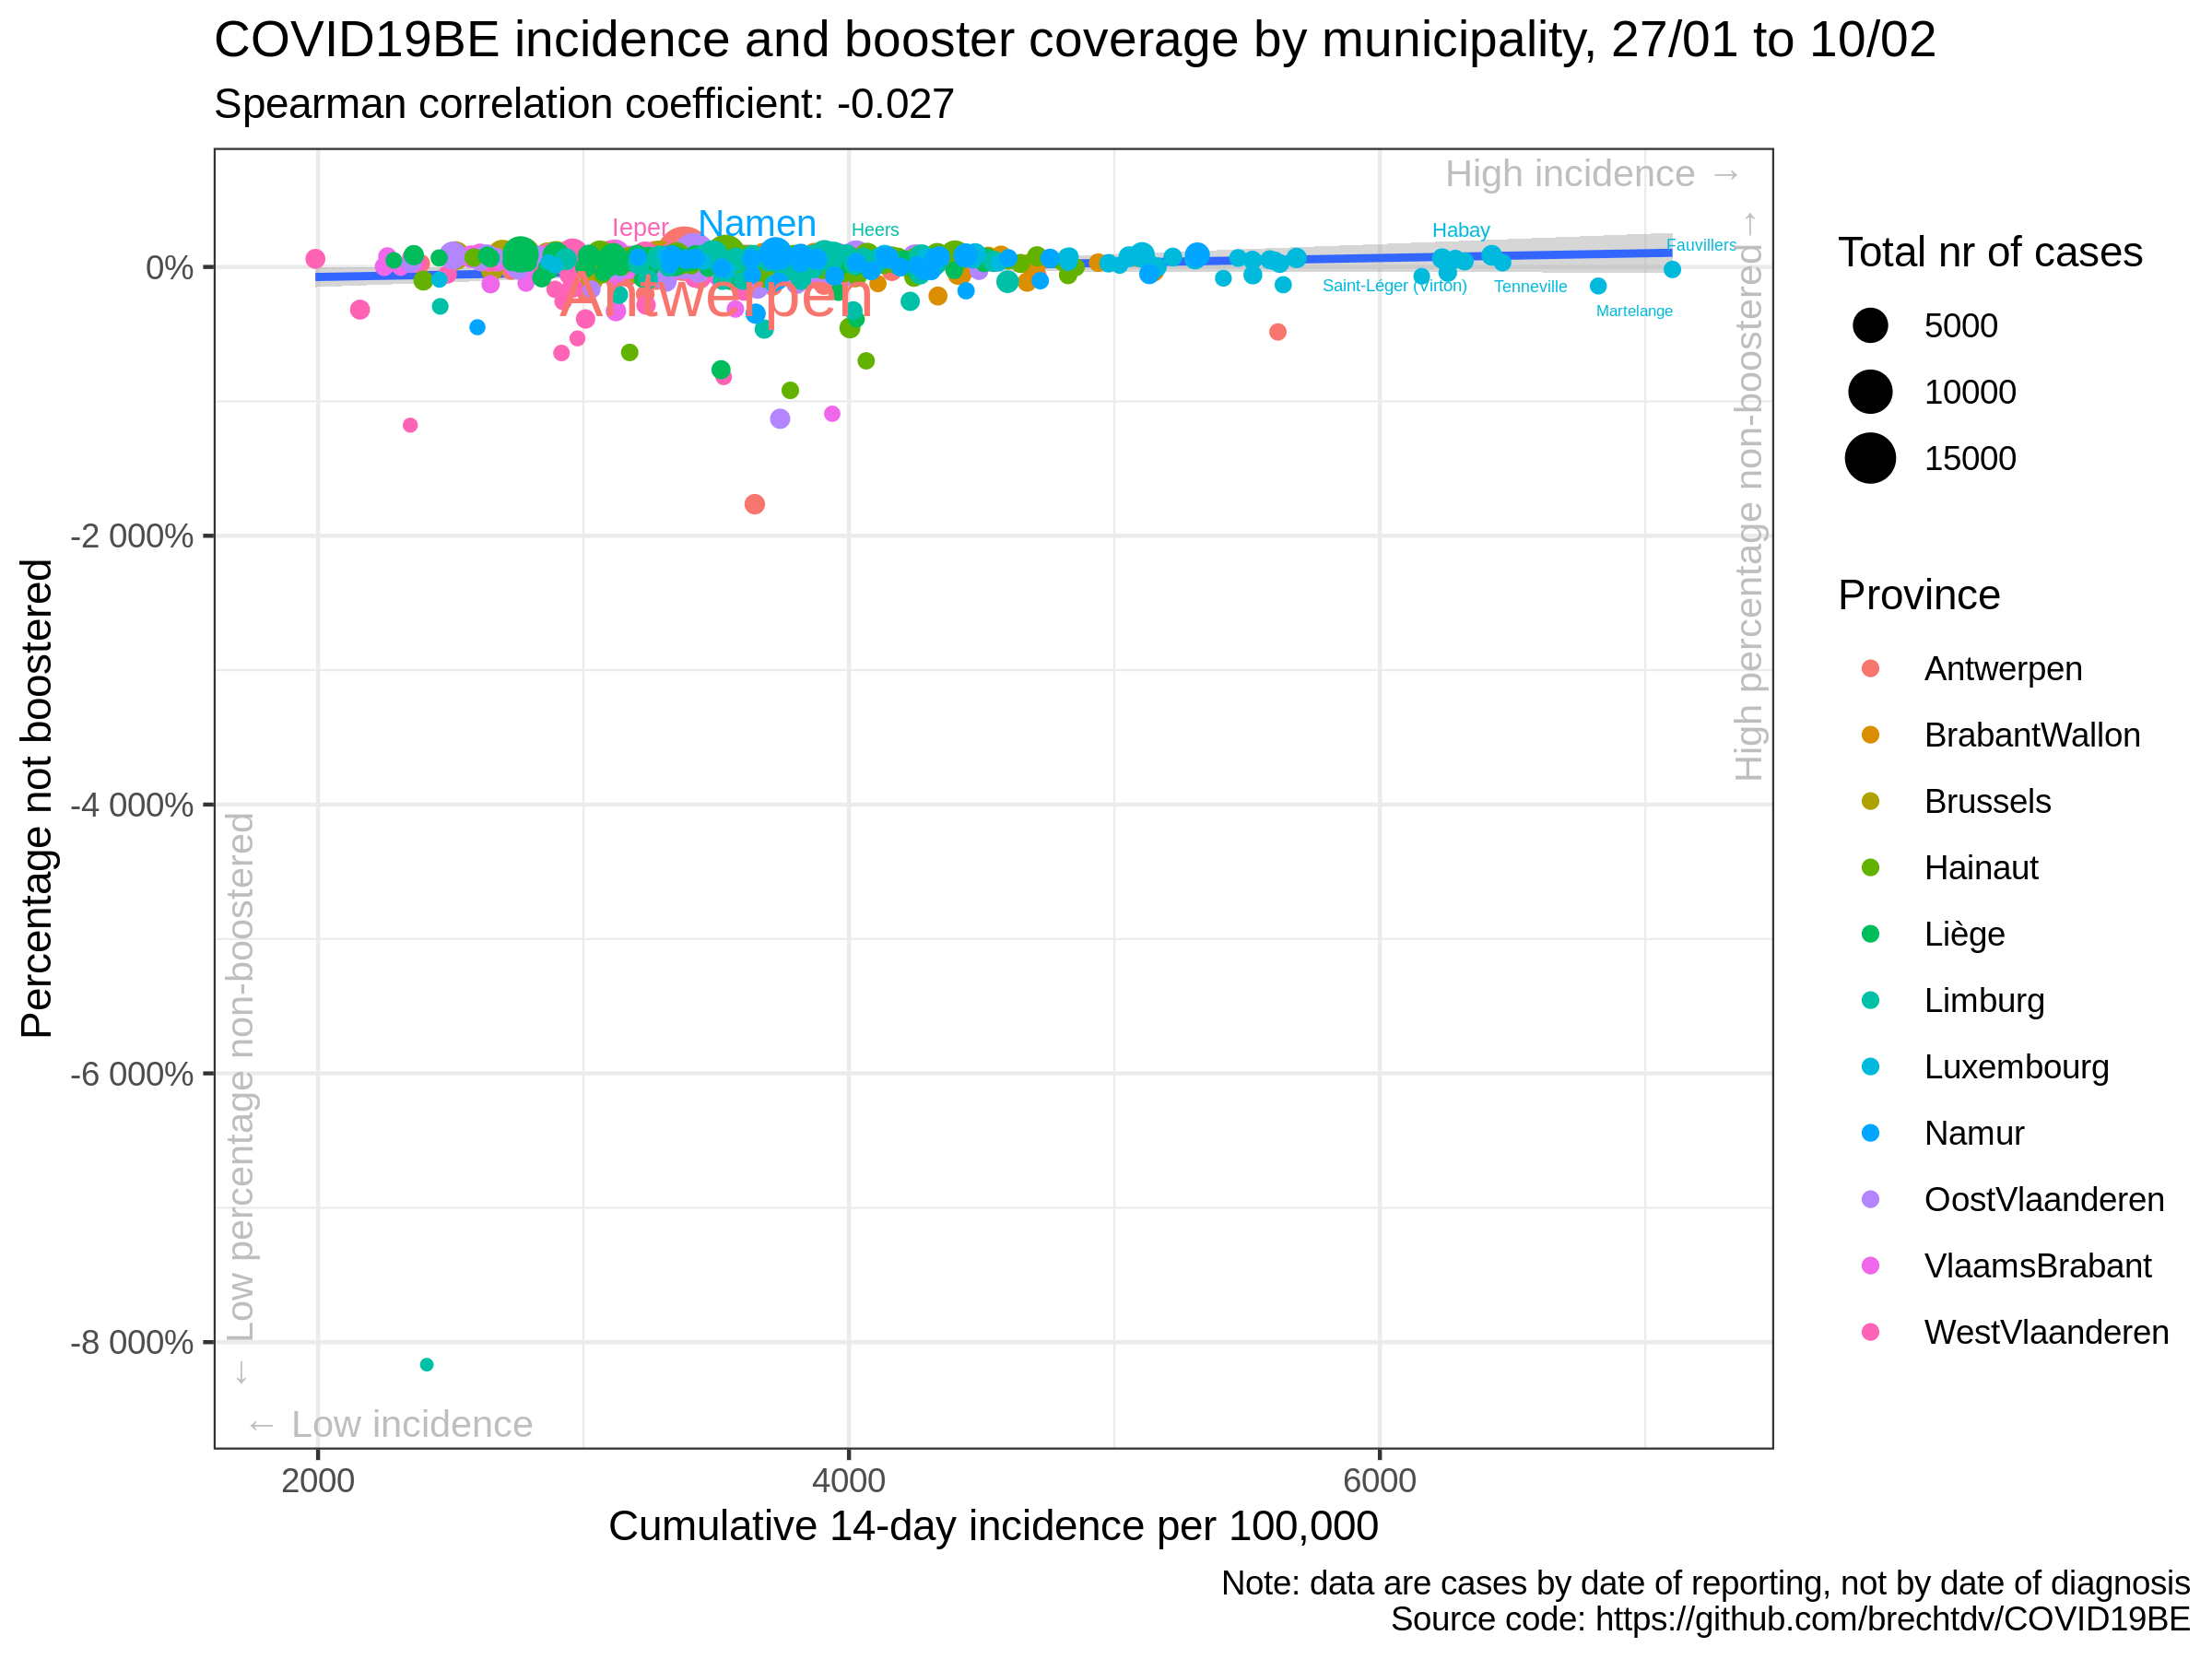 COVID19BE incidence and booster coverage by municipality, 27/01 to 10/02
Spearman correlation coefficient: -0.027
High incidence →
High percentage non-boostered →
Ieper
Namen
Heers
Habay
Fauvillers
Antwerpen
Saint-Léger (Virton)
Tenneville
Martelange
0%
-2 000%
-4 000%
-6 000%
-8 000%
Percentage not boostered
← Low percentage non-boostered
← Low incidence
2000
4000
6000
Cumulative 14-day incidence per 100,000
Total nr of cases
5000
10000
15000
Province
Antwerpen
BrabantWallon
Brussels
Hainaut
Liège
Limburg
Luxembourg
Namur
OostVlaanderen
VlaamsBrabant
WestVlaanderen
Note: data are cases by date of reporting, not by date of diagnosis
Source code: https://github.com/brechtdv/COVID19BE